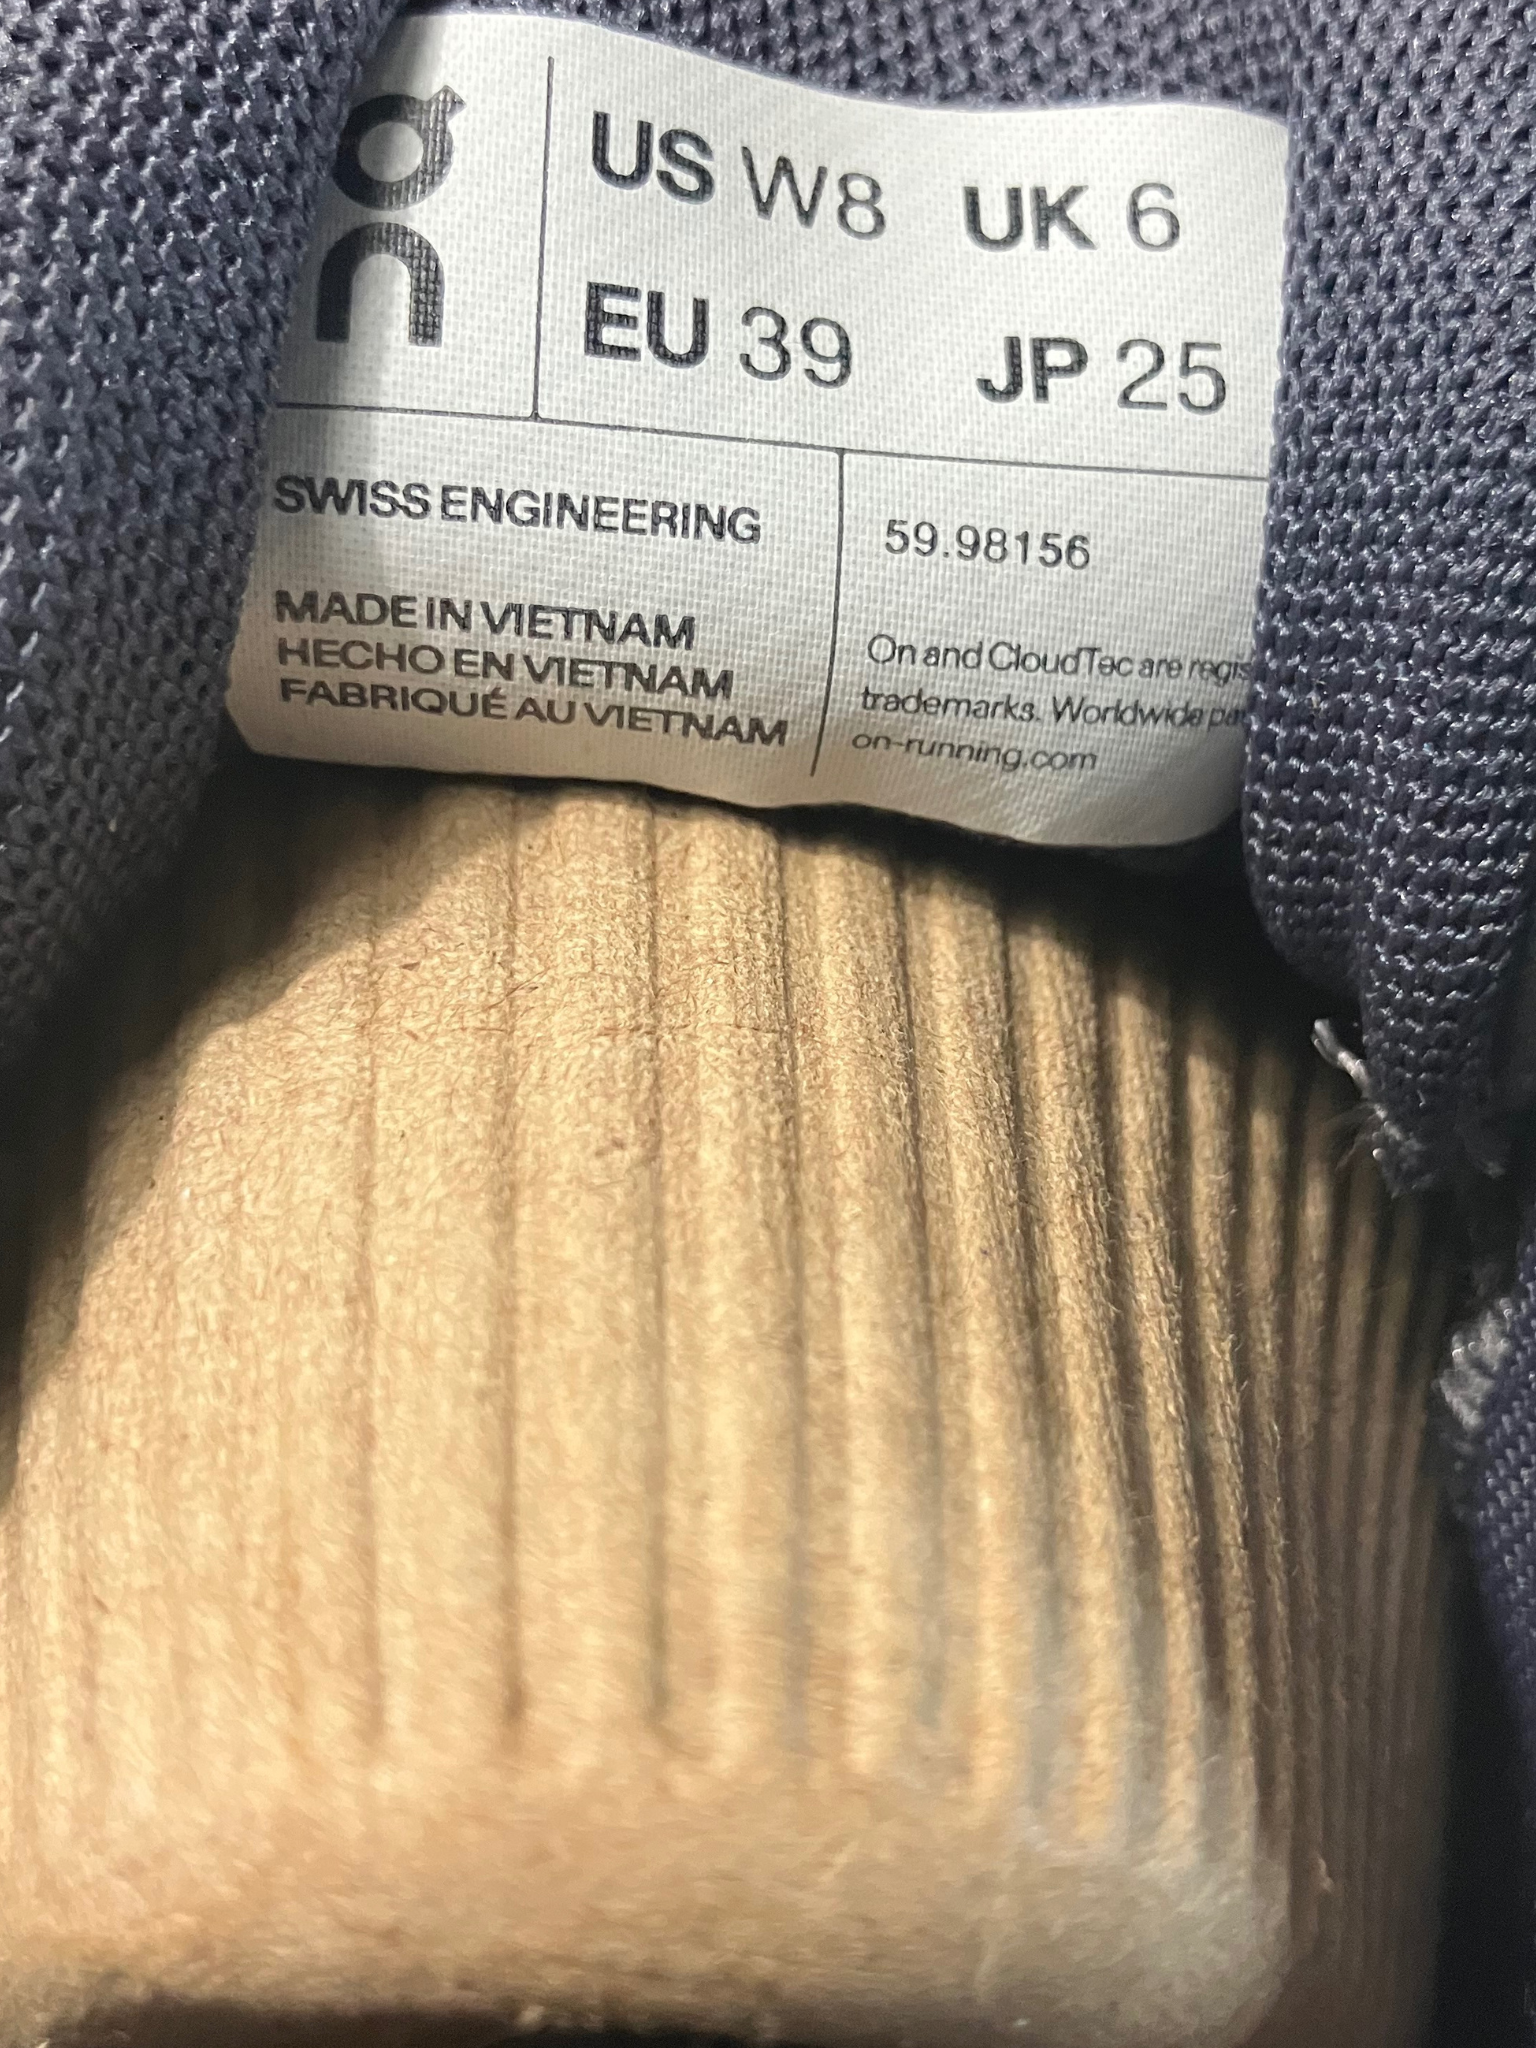 On
US W8 UK 6
EU 39 JP 25
SWISS ENGINEERING
MADE IN VIETNAM
HECHO EN VIETNAM
FABRIQUÉ AU VIETNAM
59.98156
On and CloudTec are regis
trademarks. Worldwide pa
on-running.com